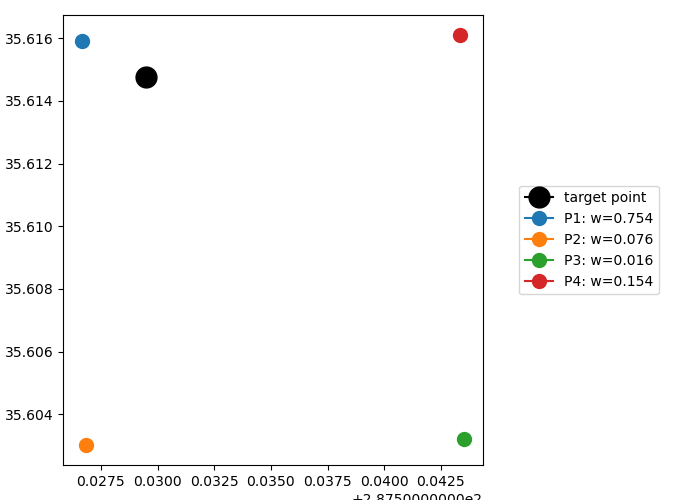 35.616
35.614
35.612
35.610
35.608
35.606
35.604
0.0275 0.0300 0.0325 0.0350 0.0375 0.0400 0.0425
+2.8750000000e2
target point
P1: w=0.754
P2: w=0.076
P3: w=0.016
P4: w=0.154